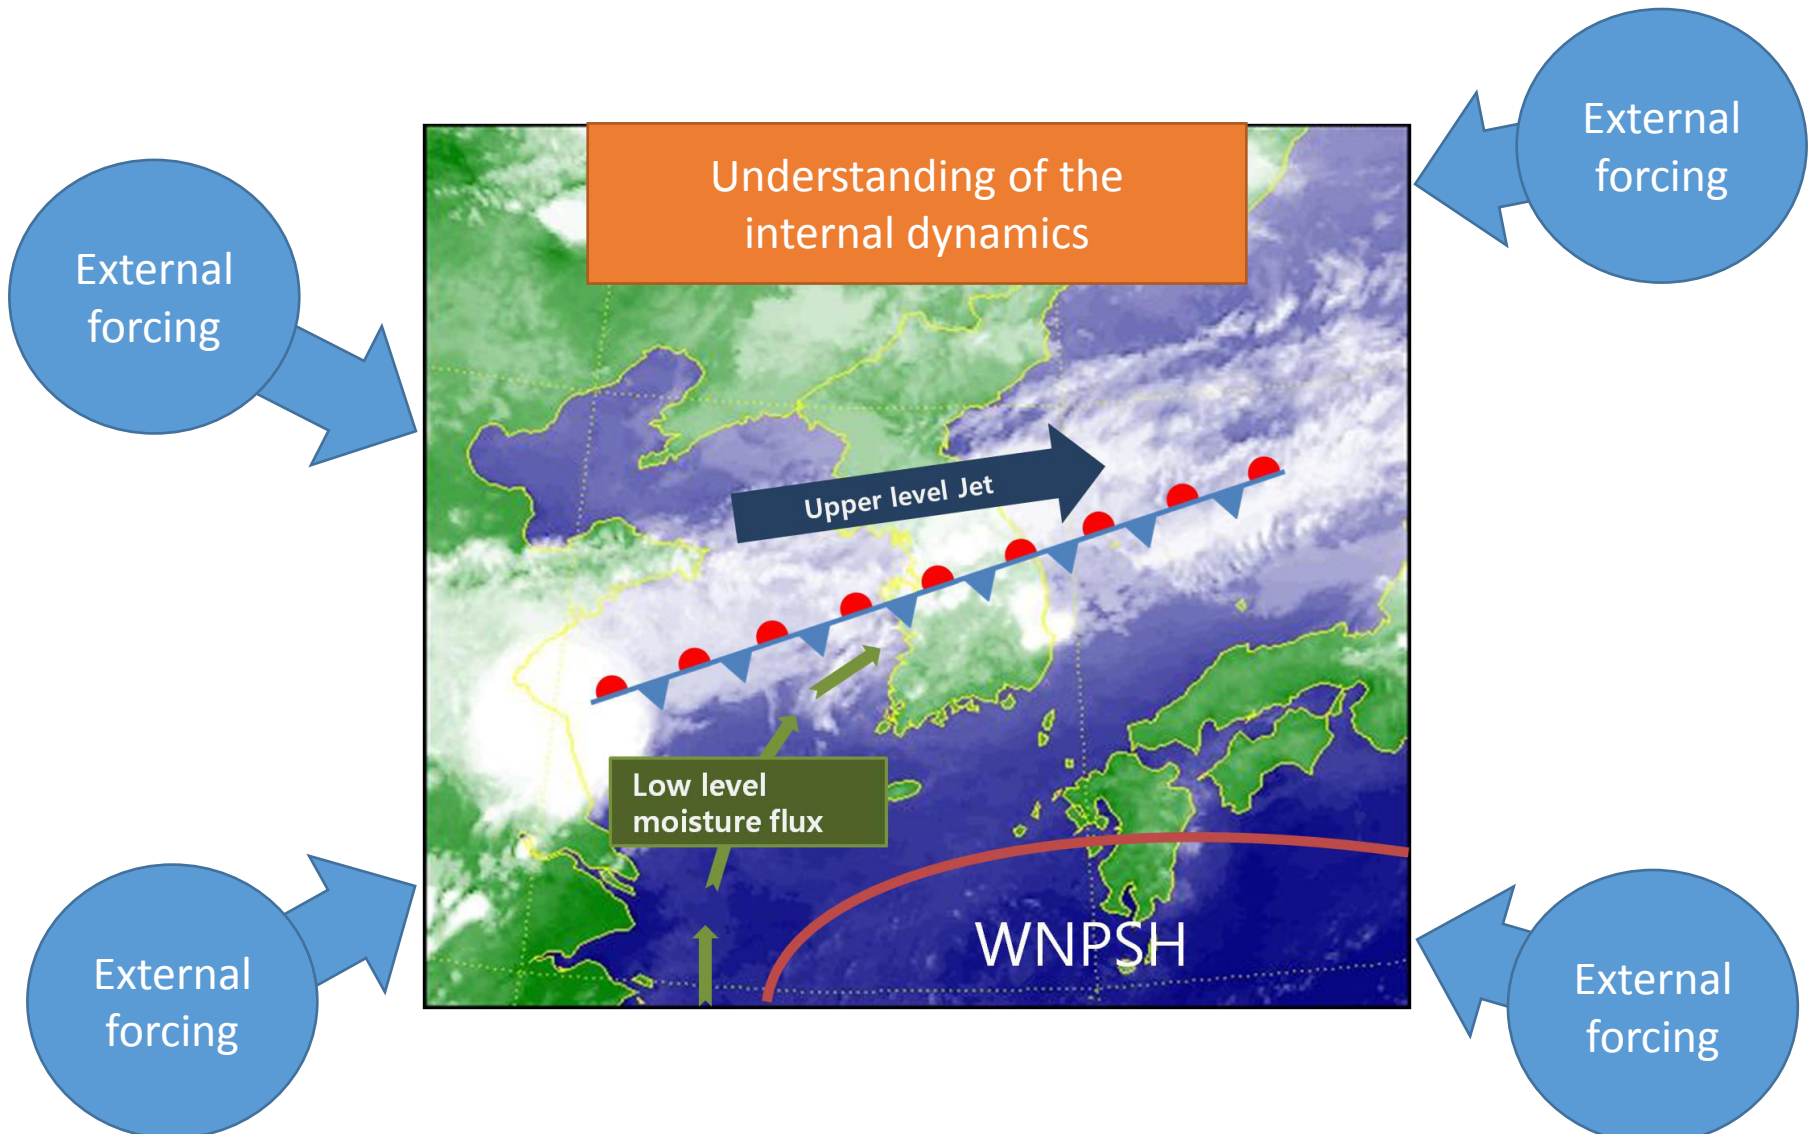 External
forcing
Understanding of the
internal dynamics
External
forcing
Upper level Jet
Low level
moisture flux
WNPSH
External
forcing
External
forcing